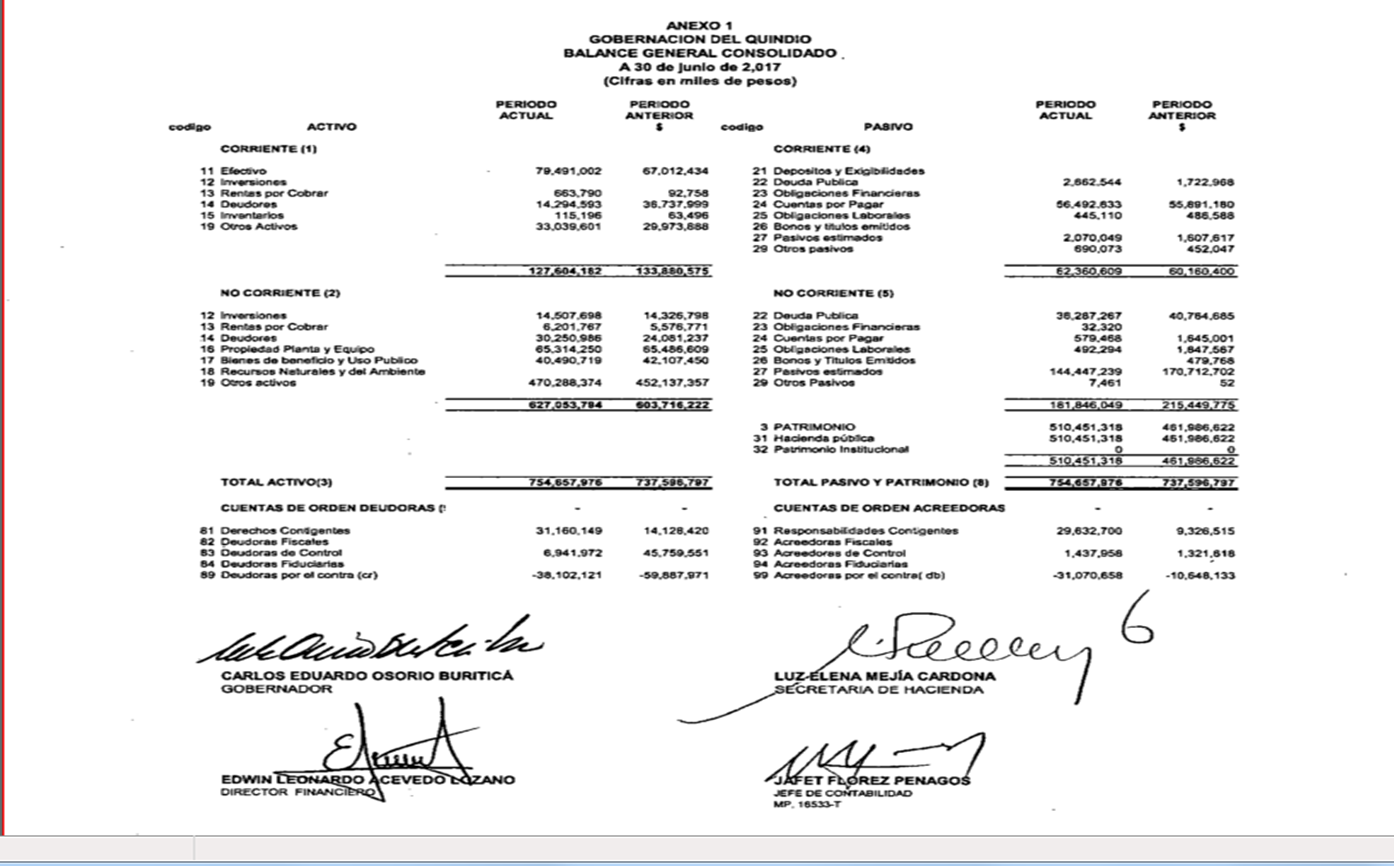 ANEXO 1
GOBERNACION DEL QUINDIO
BALANCE GENERAL CONSOLIDADO
A 30 de junio de 2,017
(Cifras en miles de pesos)
codigo ACTIVO PERIODO ACTUAL PERIODO ANTERIOR $ codigo PASIVO PERIODO ACTUAL PERIODO ANTERIOR $
CORRIENTE (1) CORRIENTE (4)
11 Efectivo 79,491,002 67,012,434 21 Depositos y Exigibilidades
12 Inversiones 22 Deuda Publica 2,662,544 1,722,968
13 Rentas por Cobrar 663,790 92,758 23 Obligaciones Financieras
14 Deudores 14,294,593 36,737,999 24 Cuentas por Pagar 56,492,833 55,891,180
15 Inventarios 115,196 63,496 25 Obligaciones Laborales 445,110 486,588
19 Otros Activos 33,039,601 29,973,888 26 Bonos y titulos emitidos
27 Pasivos estimados 2,070,049 1,607,617
29 Otros pasivos 690,073 452,047
127,604,182 133,880,575 62,360,609 60,160,400
NO CORRIENTE (2) NO CORRIENTE (5)
12 Inversiones 14,507,698 14,326,798 22 Deuda Publica 36,287,267 40,764,685
13 Rentas por Cobrar 6,201,767 5,576,771 23 Obligaciones Financieras 32,320
14 Deudores 30,250,986 24,081,237 24 Cuentas por Pagar 579,468 1,645,001
16 Propiedad Planta y Equipo 65,314,250 65,486,609 25 Obligaciones Laborales 492,294 1,847,567
17 Bienes de beneficio y Uso Publico 40,490,719 42,107,450 26 Bonos y Titulos Emitidos 479,768
18 Recursos Naturales y del Ambiente 27 Pasivos estimados 144,447,239 170,712,702
19 Otros activos 470,288,374 452,137,357 29 Otros Pasivos 7,461 52
627,053,794 603,716,222 181,846,049 215,449,775
3 PATRIMONIO 510,451,318 461,986,622
31 Hacienda pública 510,451,318 461,986,622
32 Patrimonio Institucional 0 0
510,451,318 461,986,622
TOTAL ACTIVO(3) 754,657,976 737,596,797 TOTAL PASIVO Y PATRIMONIO (8) 754,657,976 737,596,797
CUENTAS DE ORDEN DEUDORAS (! - - CUENTAS DE ORDEN ACREEDORAS - -
81 Derechos Contigentes 31,160,149 14,128,420 91 Responsabilidades Contigentes 29,632,700 9,326,515
82 Deudoras Fiscales 92 Acreedoras Fiscales
83 Deudoras de Control 6,941,972 45,759,551 93 Acreedoras de Control 1,437,958 1,321,618
84 Deudoras Fiduciarias 94 Acreedoras Fiduciarias
89 Deudoras por el contra (cr) -38,102,121 -59,887,971 99 Acreedoras por el contra( db) -31,070,658 -10,648,133
6
CARLOS EDUARDO OSORIO BURITICÁ LUZ ELENA MEJÍA CARDONA
GOBERNADOR SECRETARIA DE HACIENDA
EDWIN LEONARDO ACEVEDO LOZANO JAFET FLÓREZ PENAGOS
DIRECTOR FINANCIERO JEFE DE CONTABILIDAD
MP. 16533-T